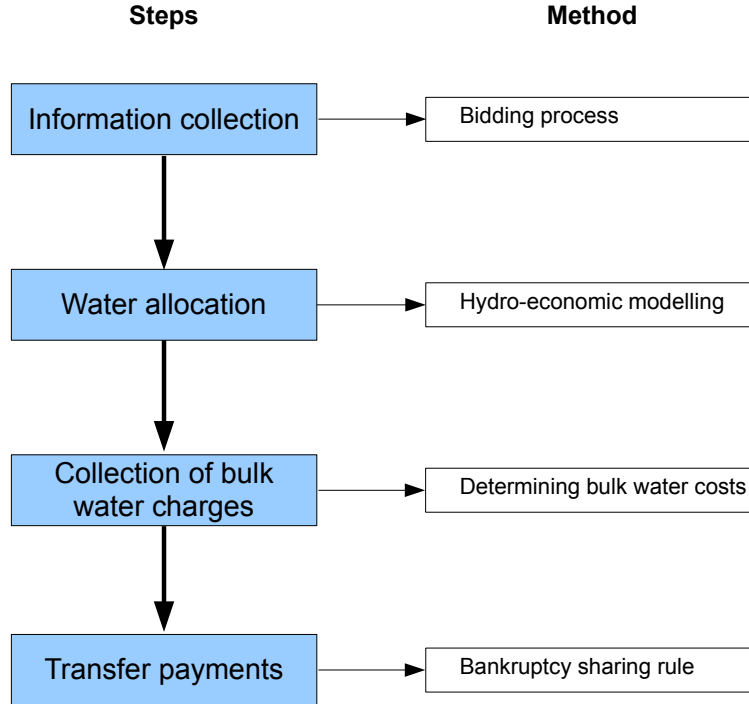 Steps
Method
Information collection
Bidding process
Water allocation
Hydro-economic modelling
Collection of bulk
water charges
Determining bulk water costs
Transfer payments
Bankruptcy sharing rule